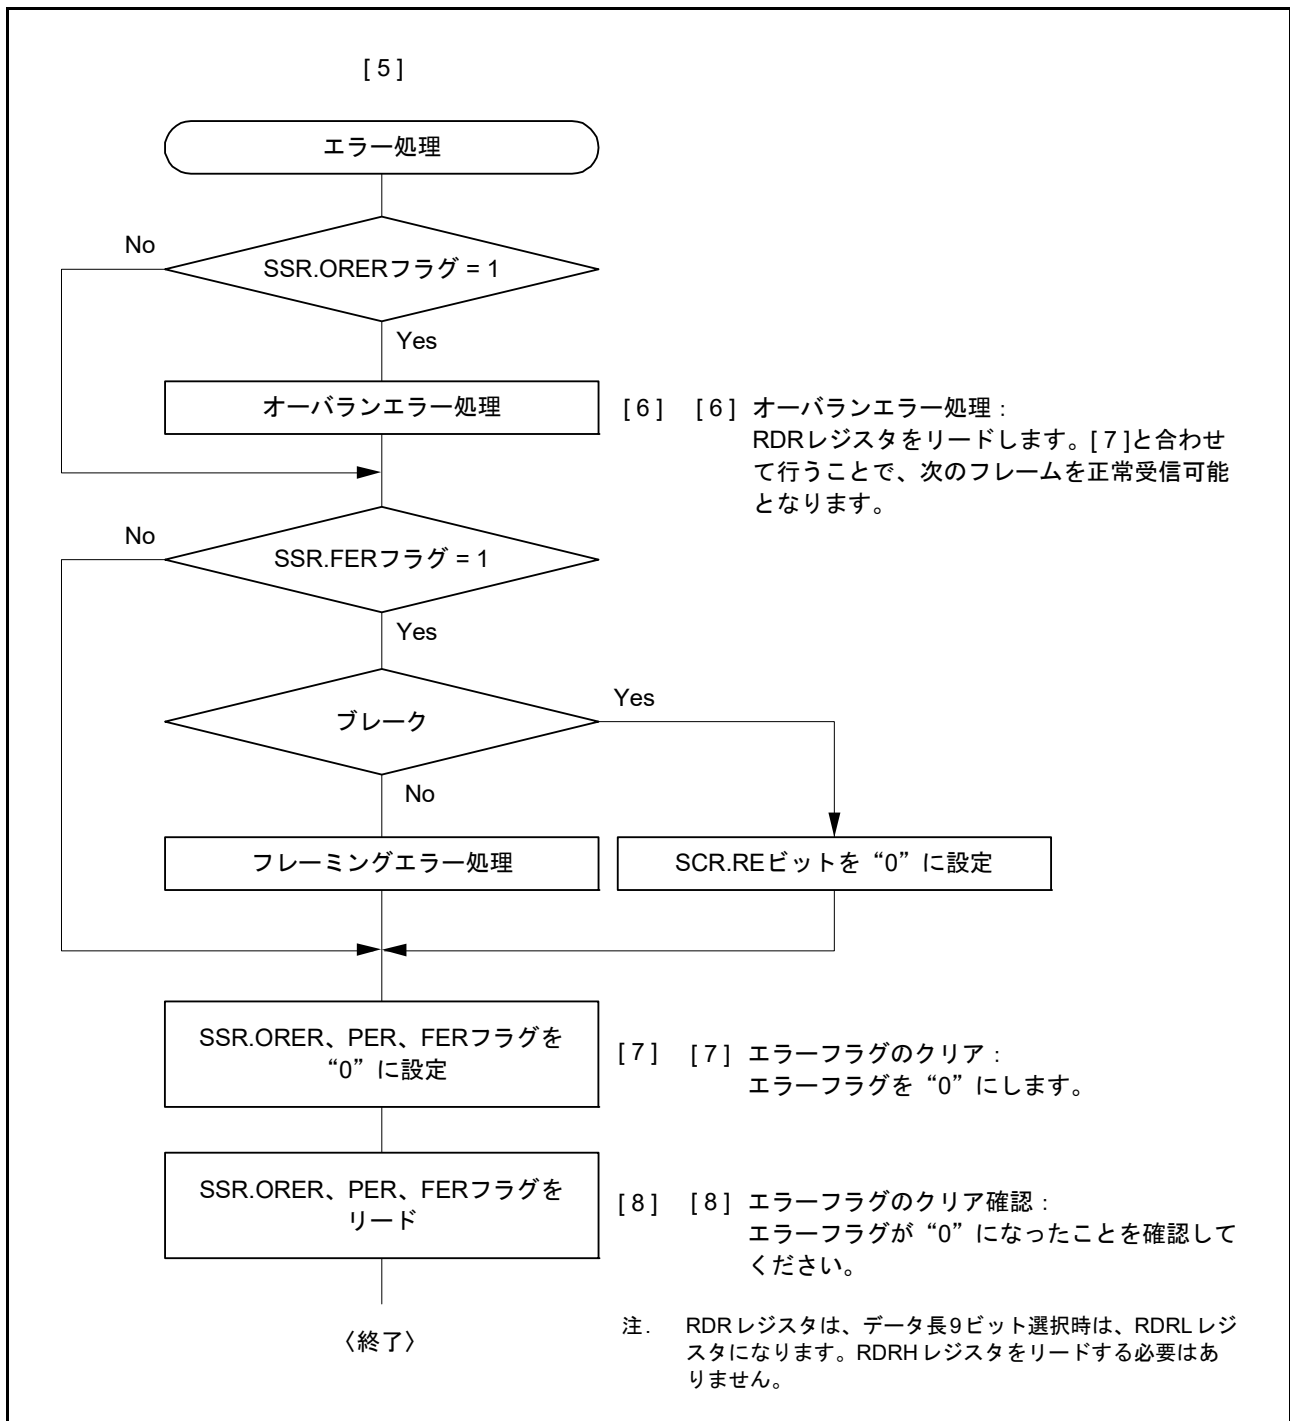 [ 5 ]
エラー処理
No
SSR.ORERフラグ = 1
Yes
オーバランエラー処理
[ 6 ]
[ 6 ] オーバランエラー処理：
RDRレジスタをリードします。[ 7 ]と合わせ
て行うことで、次のフレームを正常受信可能
となります。
No
SSR.FERフラグ = 1
Yes
ブレーク
Yes
No
フレーミングエラー処理
SCR.REビットを“0”に設定
SSR.ORER、PER、FERフラグを
“0”に設定
[ 7 ]
[ 7 ] エラーフラグのクリア：
エラーフラグを“0”にします。
SSR.ORER、PER、FERフラグを
リード
[ 8 ]
[ 8 ] エラーフラグのクリア確認：
エラーフラグが“0”になったことを確認して
ください。
〈終了〉
注. RDRレジスタは、データ長9ビット選択時は、RDRLレジ
スタになります。RDRHレジスタをリードする必要はあ
りません。